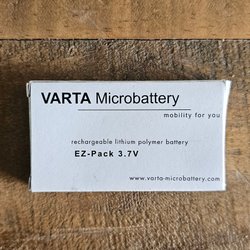 VARTA Microbattery
mobility for you
rechargeable lithium polymer battery
EZ-Pack 3.7V
www.varta-microbattery.com